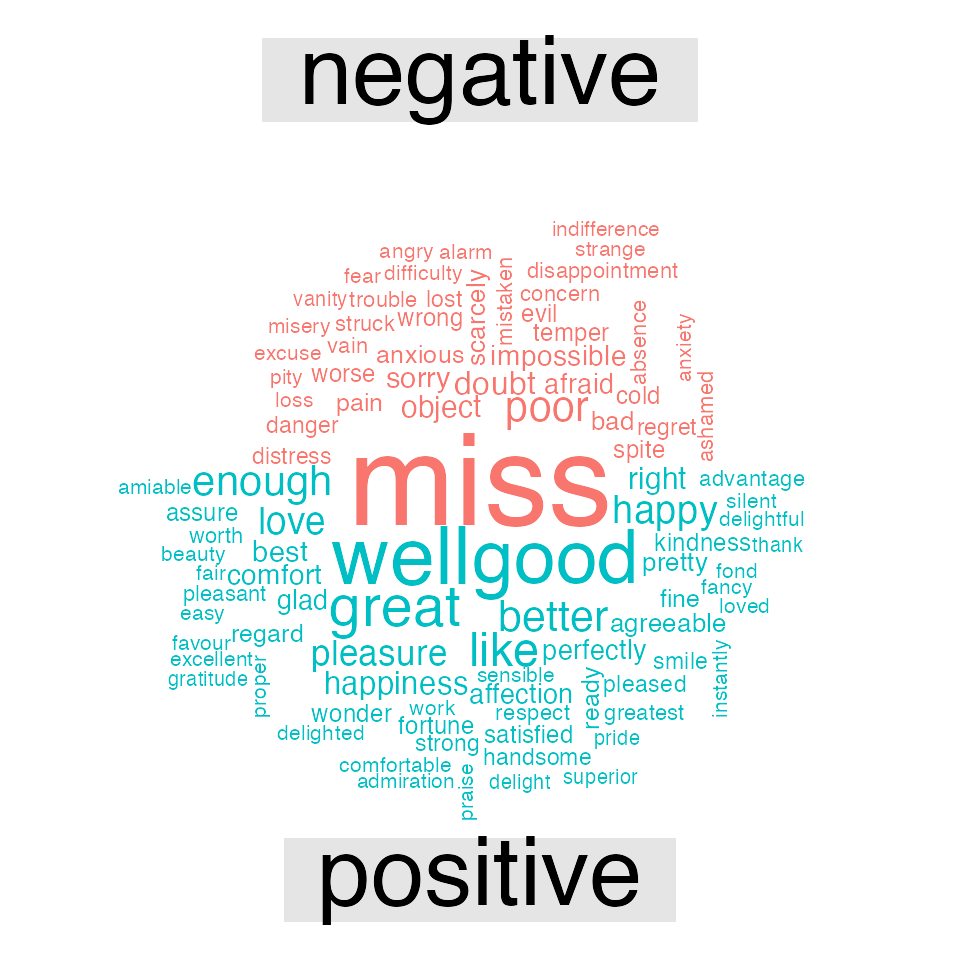 negative
indifference
strange
angry alarm
disappointment
fear difficulty
scarcely
mistaken
concern
vanity trouble lost
evil
misery struck wrong
temper
absence
anxiety
excuse vain anxious impossible
pity worse sorry doubt afraid
loss pain object poor cold
ashamed
danger bad regret
distress miss spite
amiable enough right advantage
assure love happy silent
delightful
worth well good kindness thank
beauty best pretty
fair comfort fond
pleasant glad great fine fancy
easy better loved
favour regard agreeable
excellent pleasure like perfectly smile
gratitude proper happiness sensible pleased instantly
affection ready
wonder work respect greatest
delighted fortune satisfied pride
strong handsome
comfortable
admiration praise delight superior
positive